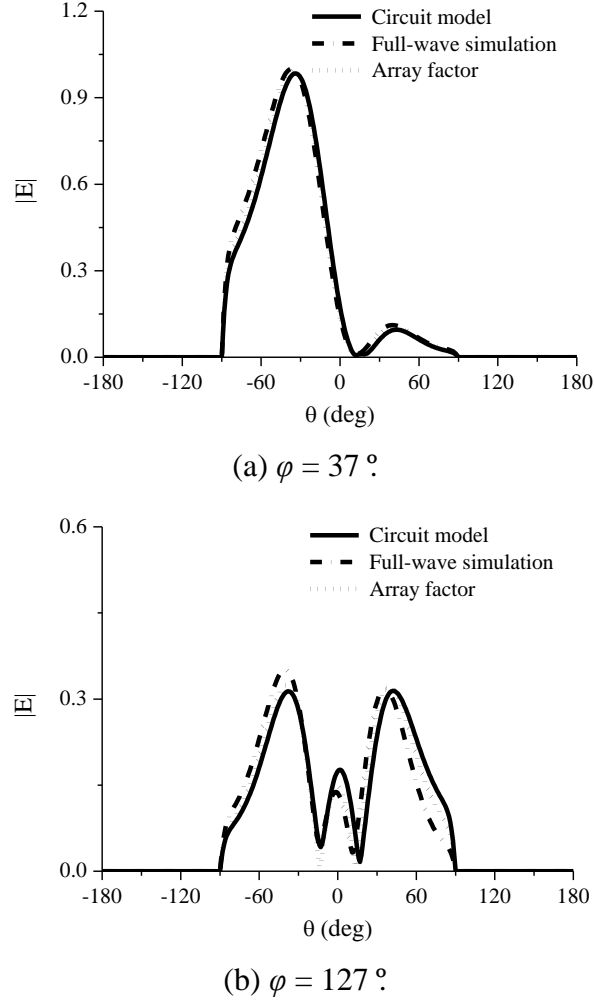 1.2
Circuit model
Full-wave simulation
Array factor
0.9
0.6
|E|
0.3
0.0
-180 -120 -60 0 60 120 180
θ (deg)
(a) φ = 37 º.
0.6
Circuit model
Full-wave simulation
Array factor
0.3
|E|
0.0
-180 -120 -60 0 60 120 180
θ (deg)
(b) φ = 127 º.